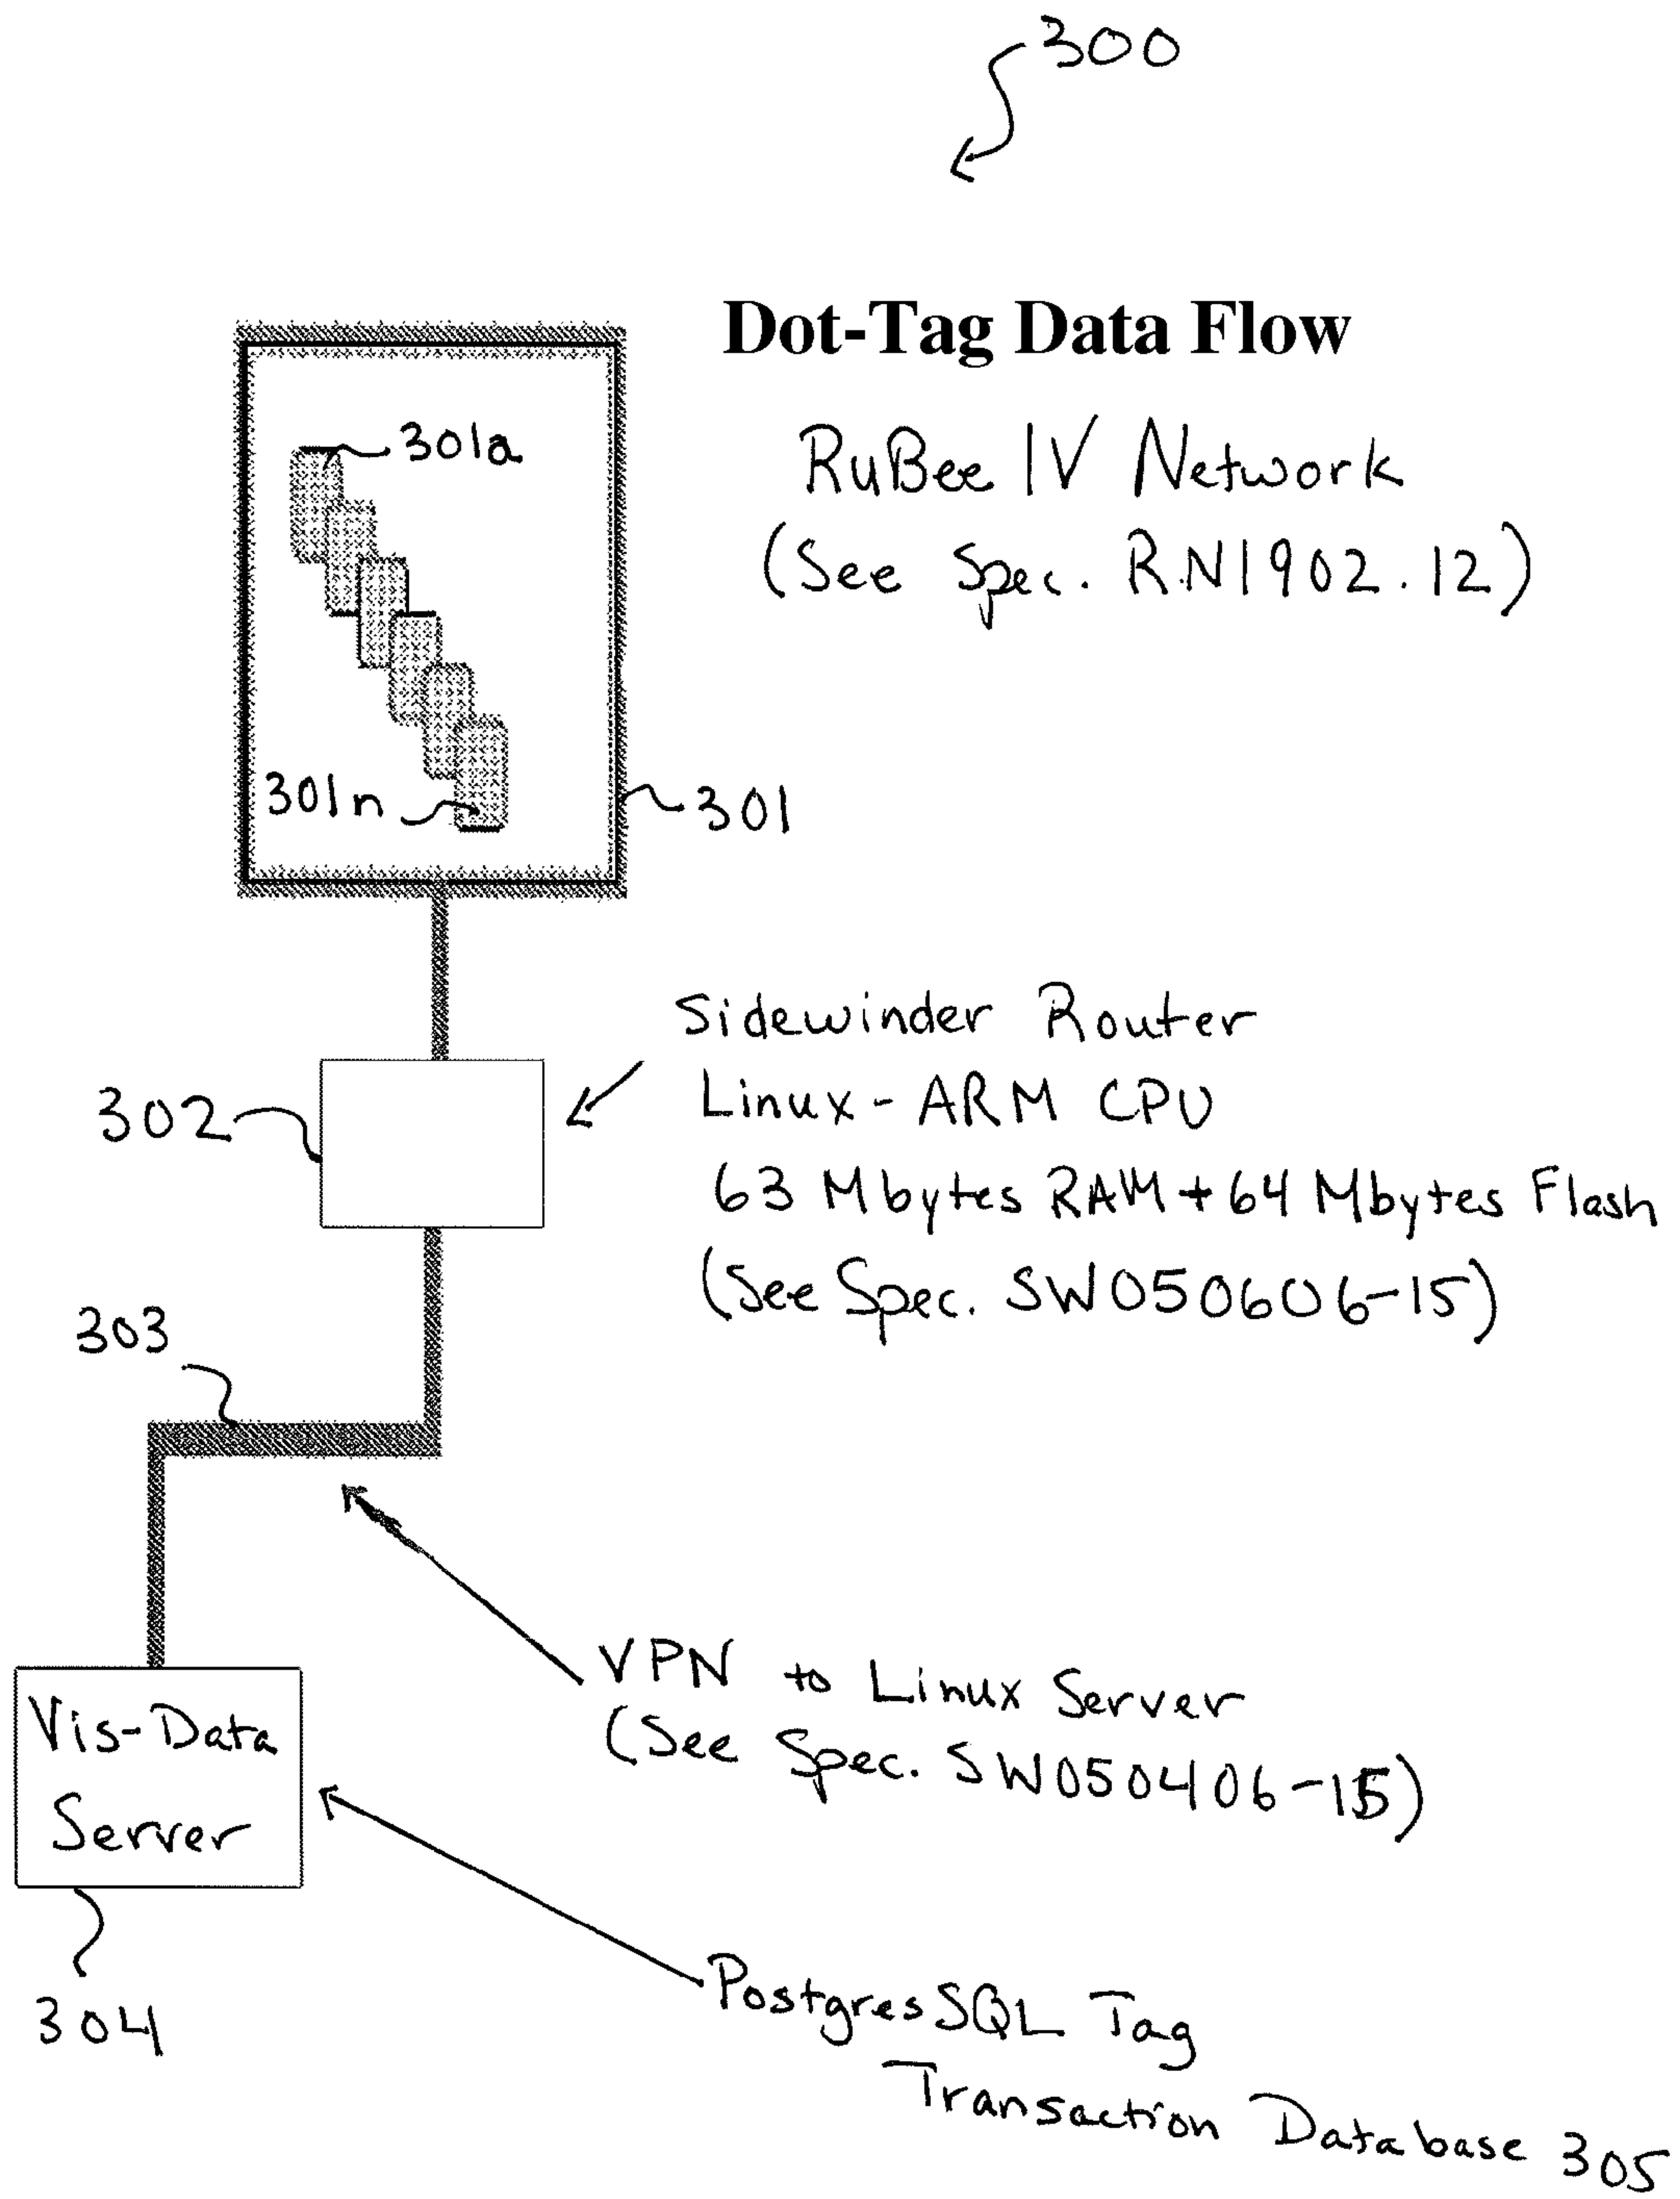 300
Dot-Tag Data Flow
RuBee IV Network
(See Spec. RN1902.12)
301a
301n
301
Sidewinder Router
Linux - ARM CPU
63 Mbytes RAM + 64 Mbytes Flash
(See Spec. SW050606-15)
302
303
VPN to Linux Server
(See Spec. SW050406-15)
Vis-Data
Server
304
PostgresSQL Tag
Transaction Database 305